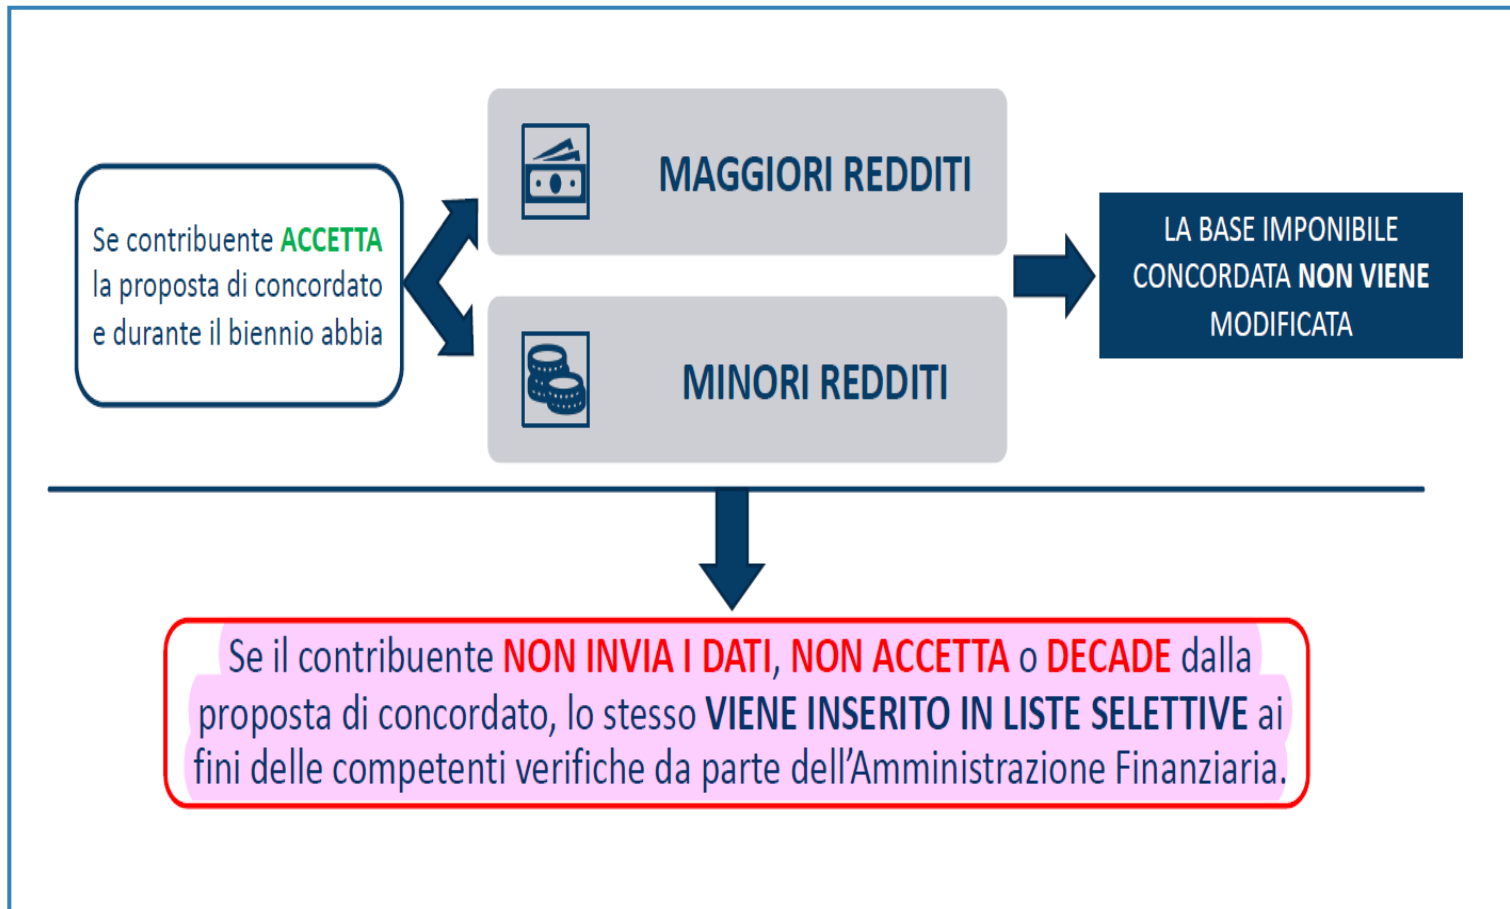 Se contribuente ACCETTA
la proposta di concordato
e durante il biennio abbia
MAGGIORI REDDITI
MINORI REDDITI
LA BASE IMPONIBILE
CONCORDATA NON VIENE
MODIFICATA
Se il contribuente NON INVIA I DATI, NON ACCETTA o DECADE dalla
proposta di concordato, lo stesso VIENE INSERITO IN LISTE SELETTIVE ai
fini delle competenti verifiche da parte dell'Amministrazione Finanziaria.